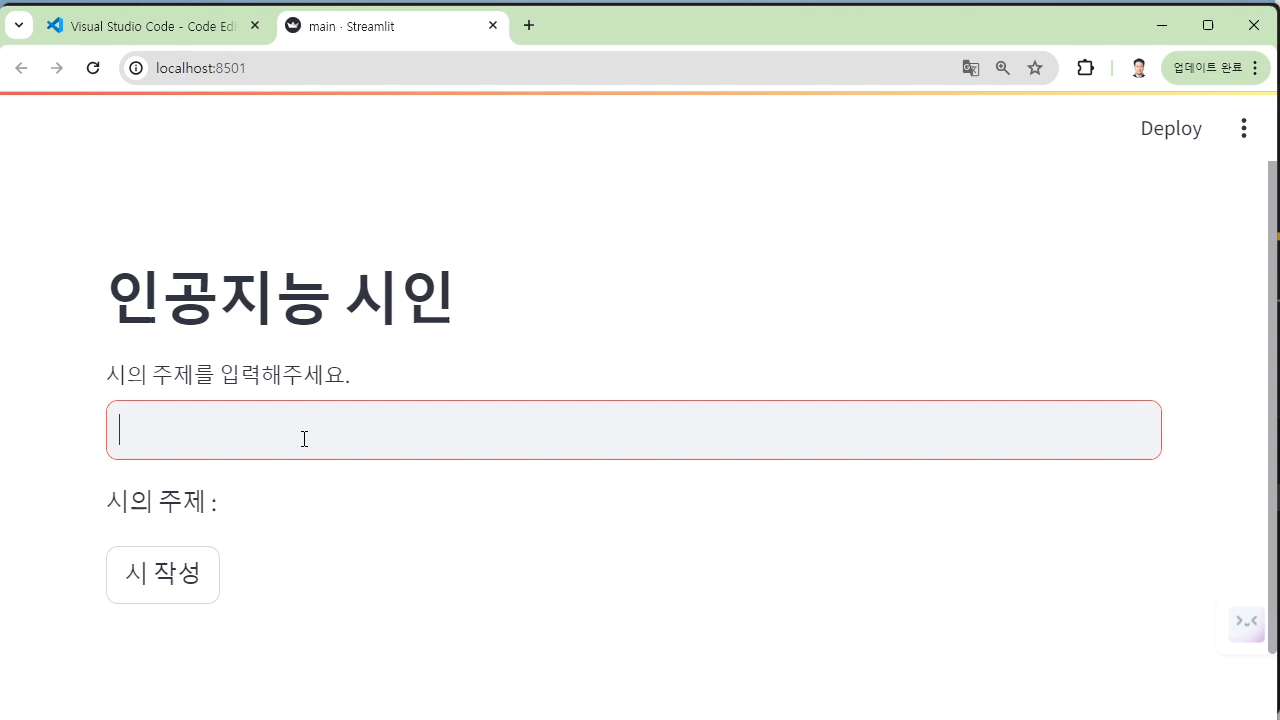 Visual Studio Code - Code Edi
main · Streamlit
localhost:8501
업데이트 완료
Deploy
인공지능 시인
시의 주제를 입력해주세요.
시의 주제 :
시 작성